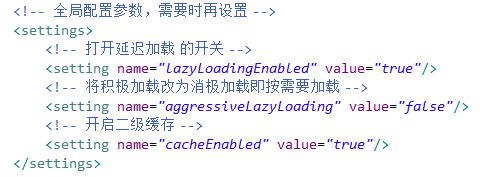 <!-- 全局配置参数，需要时再设置 -->
<settings>
<!-- 打开延迟加载 的开关 -->
<setting name="lazyLoadingEnabled" value="true"/>
<!-- 将积极加载改为消极加载即按需要加载 -->
<setting name="aggressiveLazyLoading" value="false"/>
<!-- 开启二级缓存 -->
<setting name="cacheEnabled" value="true"/>
</settings>